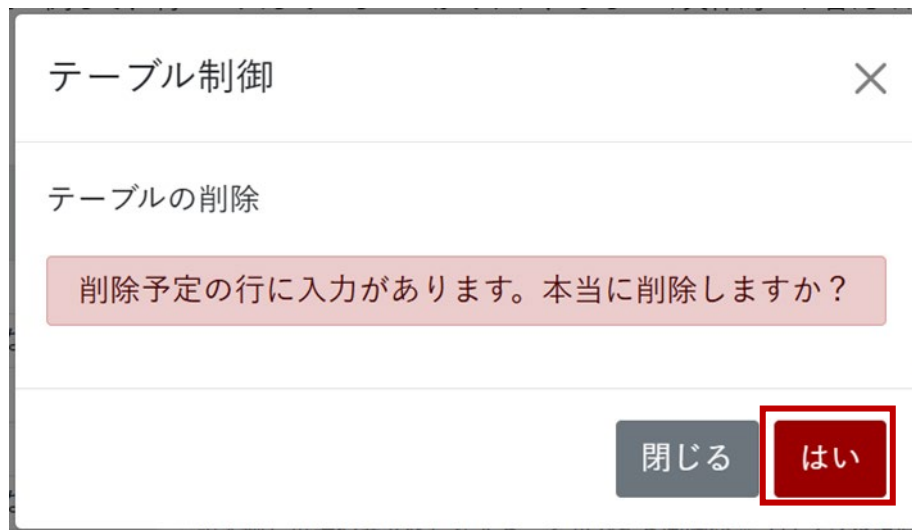 テーブル制御
テーブルの削除
削除予定の行に入力があります。本当に削除しますか？
閉じる
はい